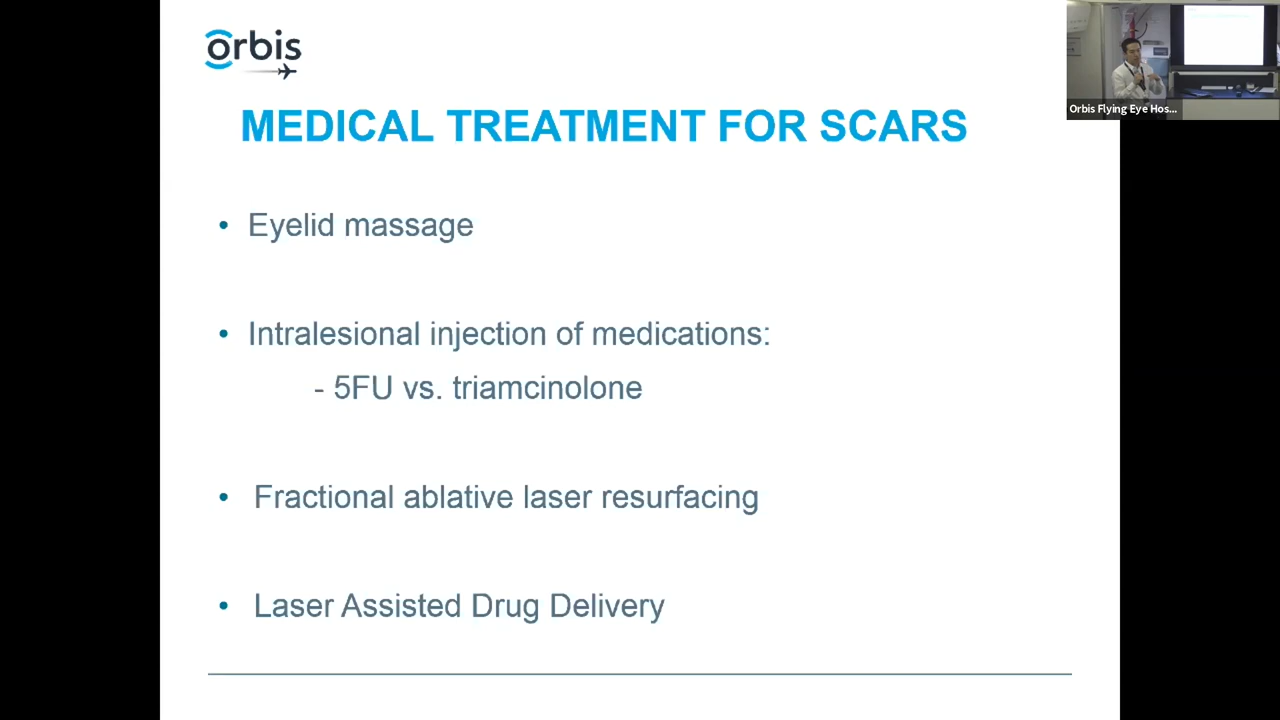 orbis
MEDICAL TREATMENT FOR SCARS
• Eyelid massage
• Intralesional injection of medications:
- 5FU vs. triamcinolone
• Fractional ablative laser resurfacing
• Laser Assisted Drug Delivery
Orbis Flying Eye Hos...